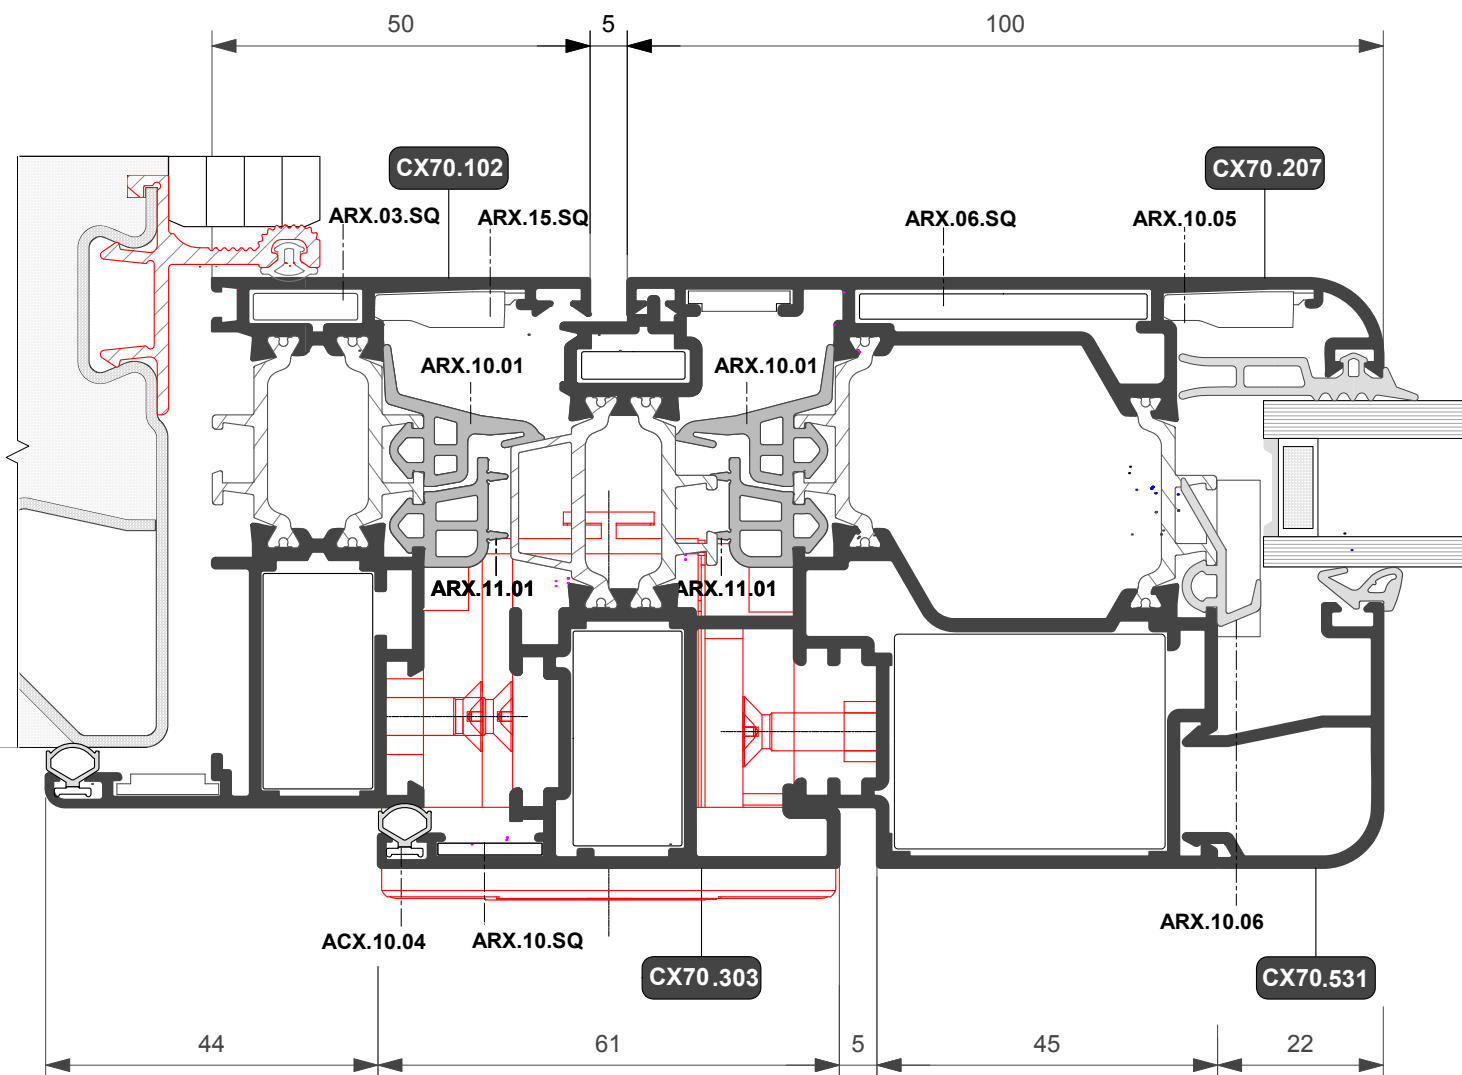 50 5 100
CX70.102
CX70.207
ARX.03.SQ
ARX.15.SQ
ARX.06.SQ
ARX.10.05
ARX.10.01
ARX.10.01
ARX.11.01
ARX.11.01
ACX.10.04
ARX.10.SQ
ARX.10.06
CX70.303
CX70.531
44 61 5 45 22